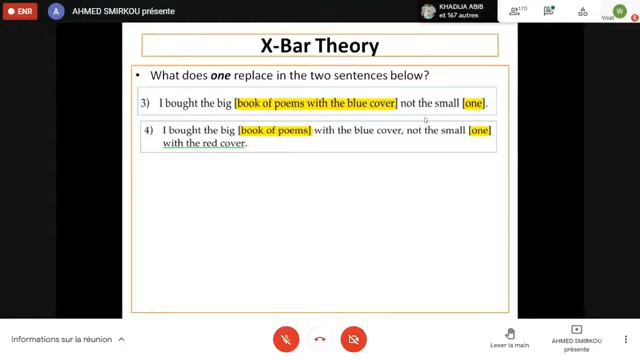 ENR
A
AHMED SMIRKOU présente
KHADIJA ABIB
et 167 autres
170
W
Vous
X-Bar Theory
• What does one replace in the two sentences below?
3) I bought the big [book of poems with the blue cover] not the small [one].
4) I bought the big [book of poems] with the blue cover, not the small [one]
with the red cover.
Informations sur la réunion
Lever la main
AHMED SMIRKOU
présente